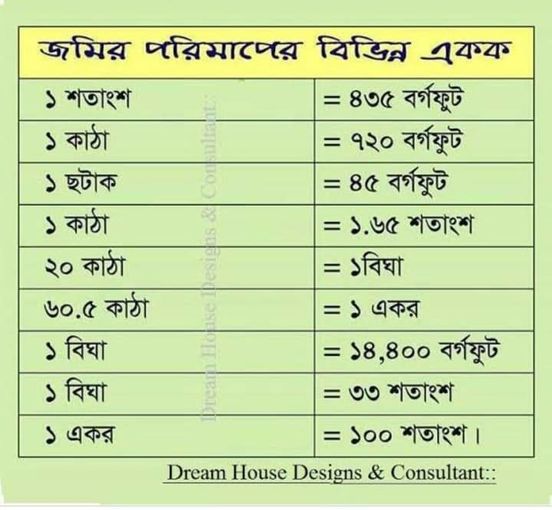 জমির পরিমাপের বিভিন্ন একক
১ শতাংশ = ৪৩৫ বর্গফুট
১ কাঠা = ৭২০ বর্গফুট
১ ছটাক = ৪৫ বর্গফুট
১ কাঠা = ১.৬৫ শতাংশ
২০ কাঠা = ১বিঘা
৬০.৫ কাঠা = ১ একর
১ বিঘা = ১৪,৪০০ বর্গফুট
১ বিঘা = ৩৩ শতাংশ
১ একর = ১০০ শতাংশ।
Dream House Designs & Consultant::
Dream House Designs & Consultant::